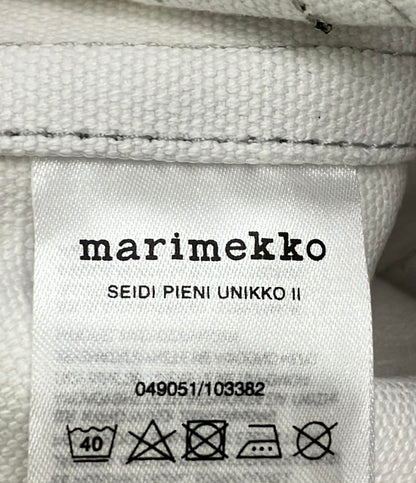 marimekko
SEIDI PIENI UNIKKO II
049051/103382
40